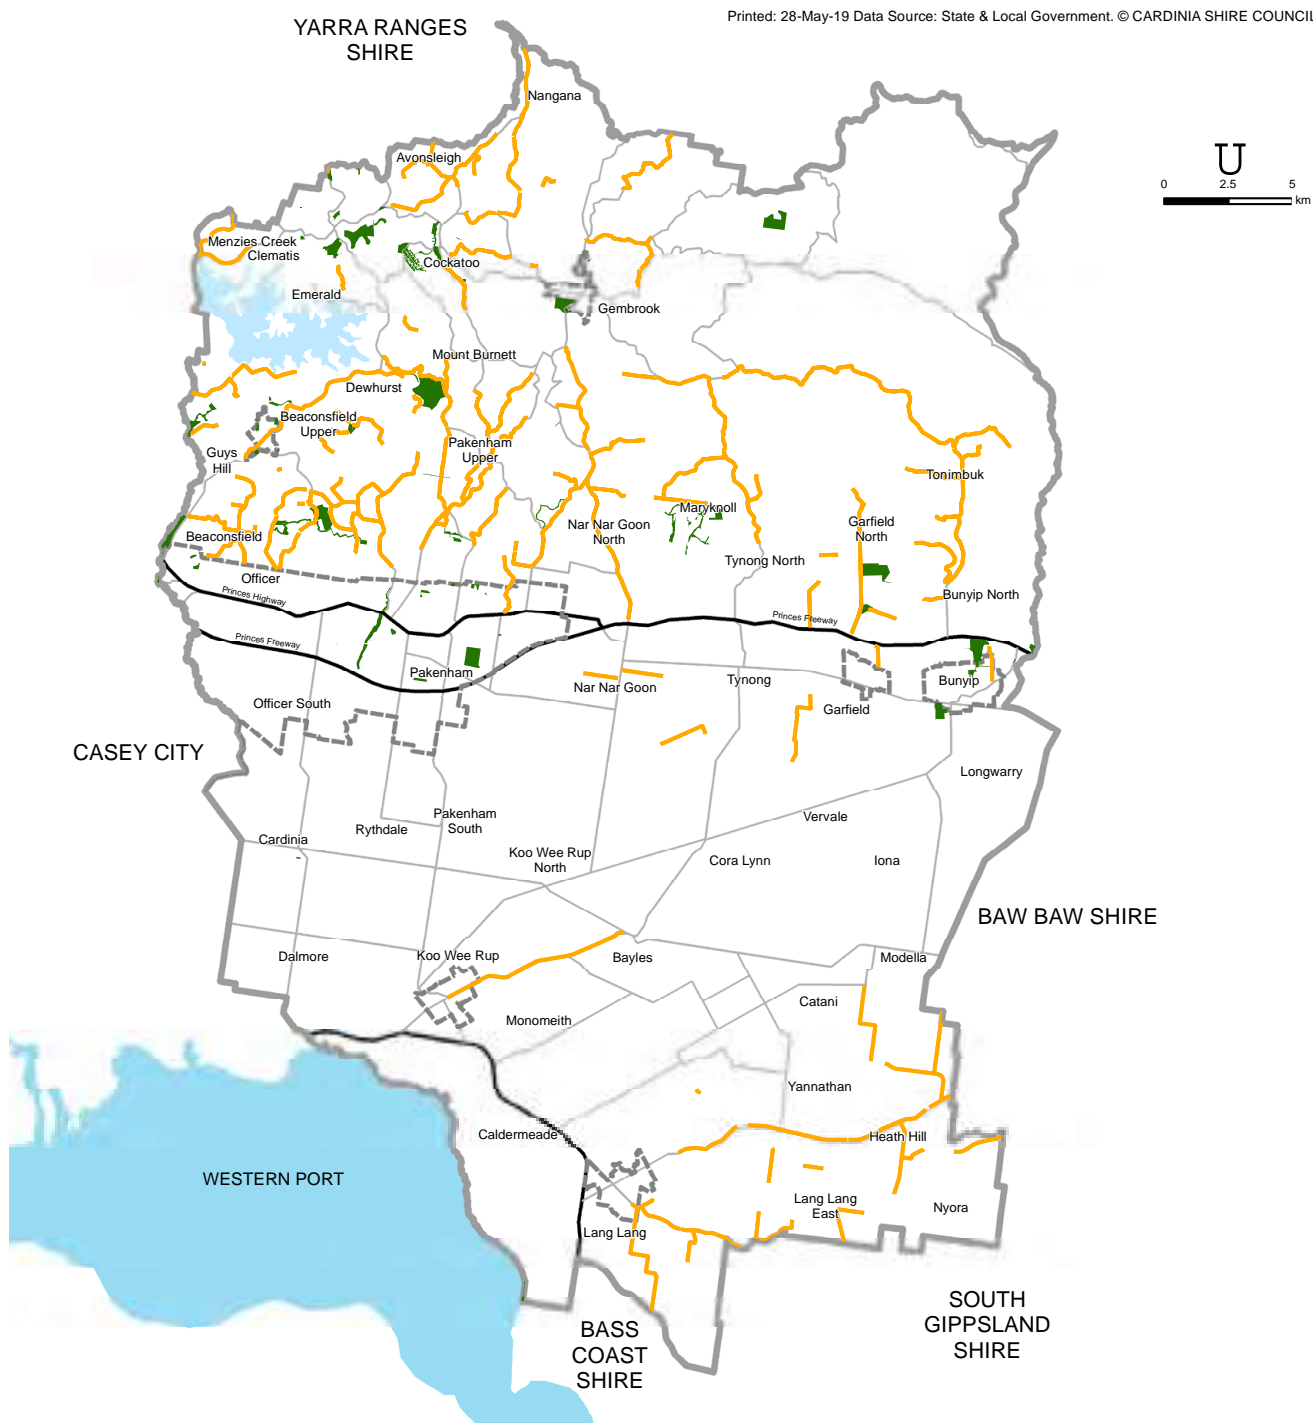 Printed: 28-May-19 Data Source: State & Local Government. © CARDINIA SHIRE COUNCIL
YARRA RANGES
SHIRE
Nangana
U
0 2.5 5
km
Avonsleigh
Menzies Creek
Clematis
Cockatoo
Emerald
Gembrook
Mount Burnett
Dewhurst
Beaconsfield
Upper
Guys
Hill
Pakenham
Upper
Tonimbuk
Maryknoll
Nar Nar Goon
North
Garfield
North
Beaconsfield
Tynong North
Officer
Bunyip North
Princes Highway
Princes Freeway
Princes Freeway
Pakenham
Nar Nar Goon
Tynong
Bunyip
Officer South
Garfield
CASEY CITY
Longwarry
Cardinia
Rythdale
Pakenham
South
Vervale
Koo Wee Rup
North
Cora Lynn
Iona
BAW BAW SHIRE
Dalmore
Koo Wee Rup
Bayles
Modella
Catani
Monomeith
Yannathan
Caldermeade
Heath Hill
WESTERN PORT
Lang Lang
East
Nyora
Lang Lang
SOUTH
GIPPSLAND
SHIRE
BASS
COAST
SHIRE